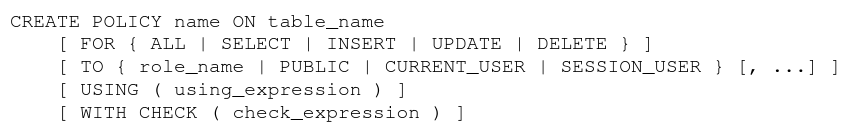 CREATE POLICY name ON table_name
    [ FOR { ALL | SELECT | INSERT | UPDATE | DELETE } ]
    [ TO { role_name | PUBLIC | CURRENT_USER | SESSION_USER } [, ...] ]
    [ USING ( using_expression ) ]
    [ WITH CHECK ( check_expression ) ]